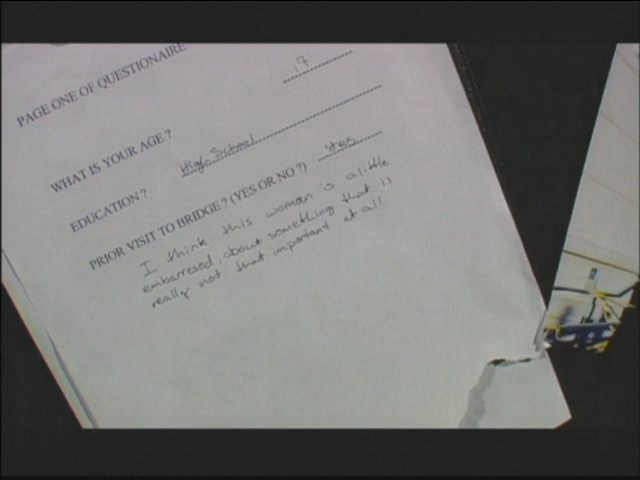 PAGE ONE OF QUESTIONAIRE
WHAT IS YOUR AGE ? 17
EDUCATION ? High School
PRIOR VISIT TO BRIDGE ? (YES OR NO ?) Yes
I think this woman is a little
embarresed, about something that is
really not that important at all